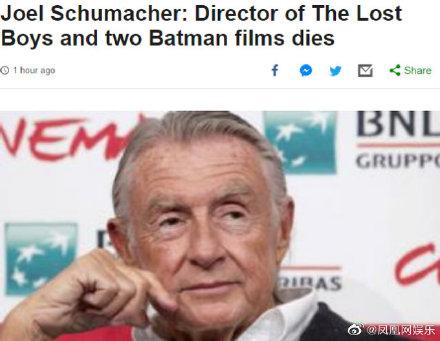 Joel Schumacher: Director of The Lost
Boys and two Batman films dies
1 hour ago
Share
CINEMA
BNL
GRUPPO
RIBAS
@凤凰网娱乐